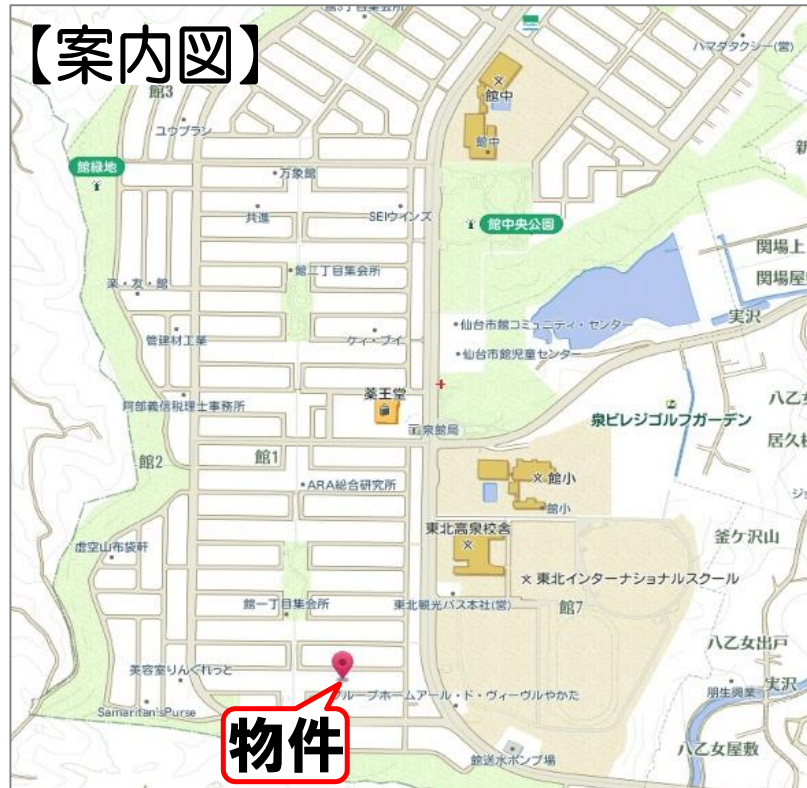 【案内図】
ハマダタクシー(営)
館3
館中
ユウプラン
館中
館緑地
万象館
共進
SEIウインズ
館中央公園
関場上
関場屋
館二丁目集会所
楽・友・館
実沢
仙台市館コミュニティ・センター
管建材工業
ケィ・ブイ
仙台市館児童センター
薬王堂
阿部義信税理士事務所
泉ビレジゴルフガーデン
泉館局
居久根
館2
館1
ARA総合研究所
館小
館小
東北高泉校舎
釜ケ沢山
虚空山布袋軒
東北インターナショナルスクール
館一丁目集会所
東北観光バス本社(営)
館7
八乙女出戸
美容室りんぐれっと
グループホームアール・ド・ヴィーヴルやかた
朋生興業
実沢
Samaritan'sPurse
物件
館送水ポンプ場
八乙女屋敷